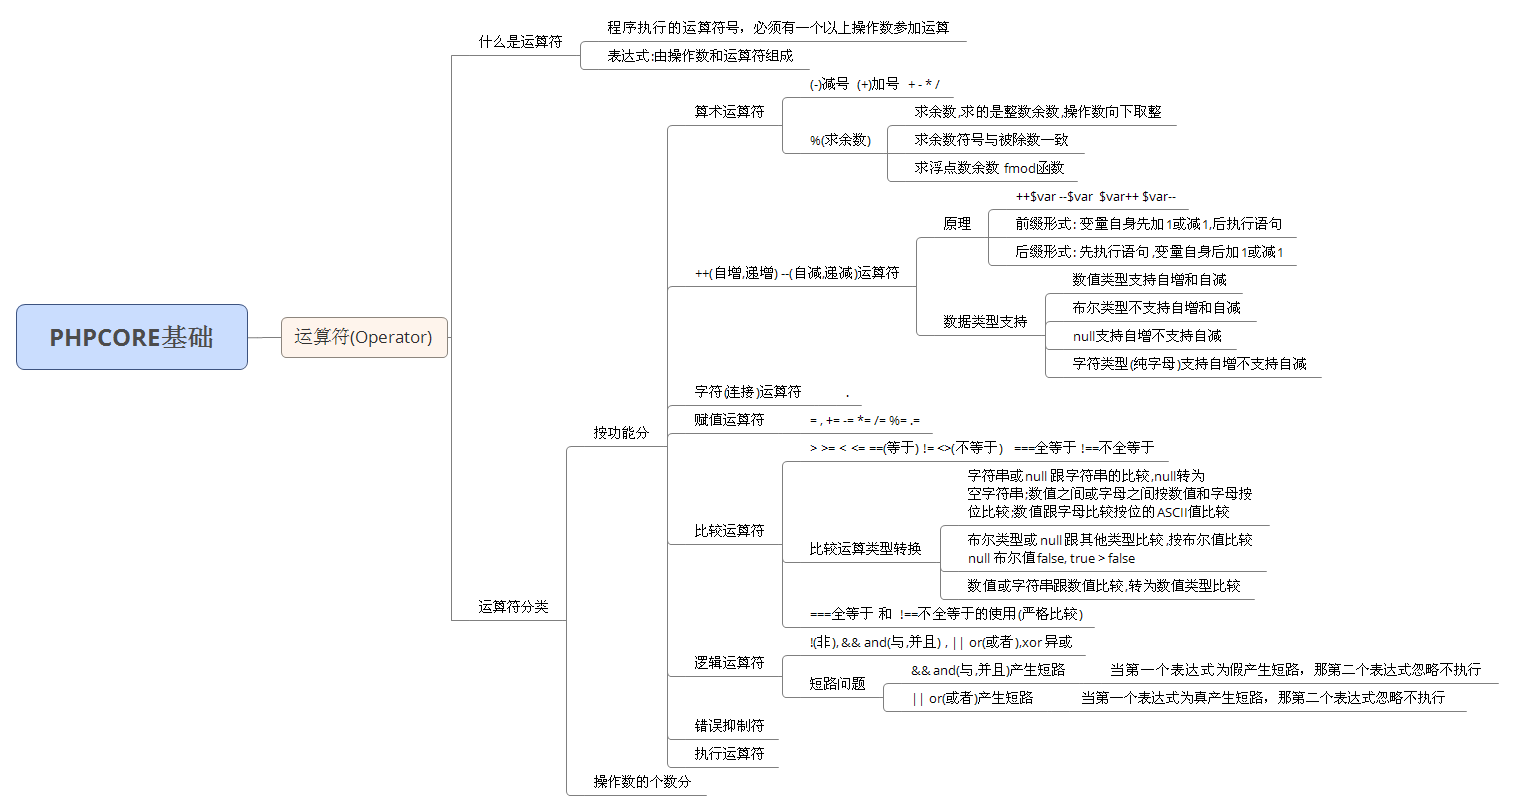 PHPCORE基础
运算符(Operator)
什么是运算符
程序执行的运算符号，必须有一个以上操作数参加运算
表达式:由操作数和运算符组成
运算符分类
按功能分
算术运算符
(-)减号 (+)加号 + - * /
%(求余数)
求余数,求的是整数余数,操作数向下取整
求余数符号与被除数一致
求浮点数余数 fmod函数
++(自增,递增) --(自减,递减)运算符
原理
++$var --$var $var++ $var--
前缀形式: 变量自身先加1或减1,后执行语句
后缀形式: 先执行语句,变量自身后加1或减1
数据类型支持
数值类型支持自增和自减
布尔类型不支持自增和自减
null支持自增不支持自减
字符类型(纯字母)支持自增不支持自减
字符(连接)运算符
.
赋值运算符
= , += -= *= /= %= .=
比较运算符
> >= < <= ==(等于) != <>(不等于) ===全等于 !==不全等于
比较运算类型转换
字符串或null 跟字符串的比较,null转为
空字符串;数值之间或字母之间按数值和字母按
位比较;数值跟字母比较按位的ASCII值比较
布尔类型或 null 跟其他类型比较,按布尔值比较
null 布尔值false, true > false
数值或字符串跟数值比较,转为数值类型比较
===全等于 和 !==不全等于的使用(严格比较)
逻辑运算符
!(非), && and(与,并且) , || or(或者),xor 异或
短路问题
&& and(与,并且)产生短路
当第一个表达式为假产生短路，那第二个表达式忽略不执行
|| or(或者)产生短路
当第一个表达式为真产生短路，那第二个表达式忽略不执行
错误抑制符
执行运算符
操作数的个数分